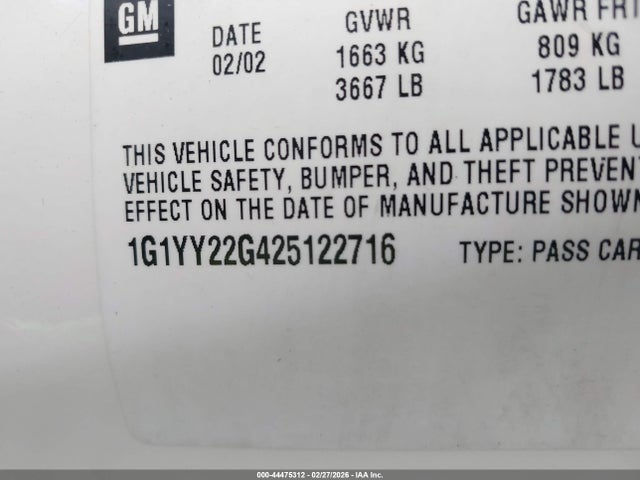 GM
DATE GVWR GAWR FRT
02/02 1663 KG 809 KG
3667 LB 1783 LB
THIS VEHICLE CONFORMS TO ALL APPLICABLE
VEHICLE SAFETY, BUMPER, AND THEFT PREVENT
EFFECT ON THE DATE OF MANUFACTURE SHOWN
1G1YY22G425122716 TYPE: PASS CAR
000-44475312 - 02/27/2026 - IAA Inc.